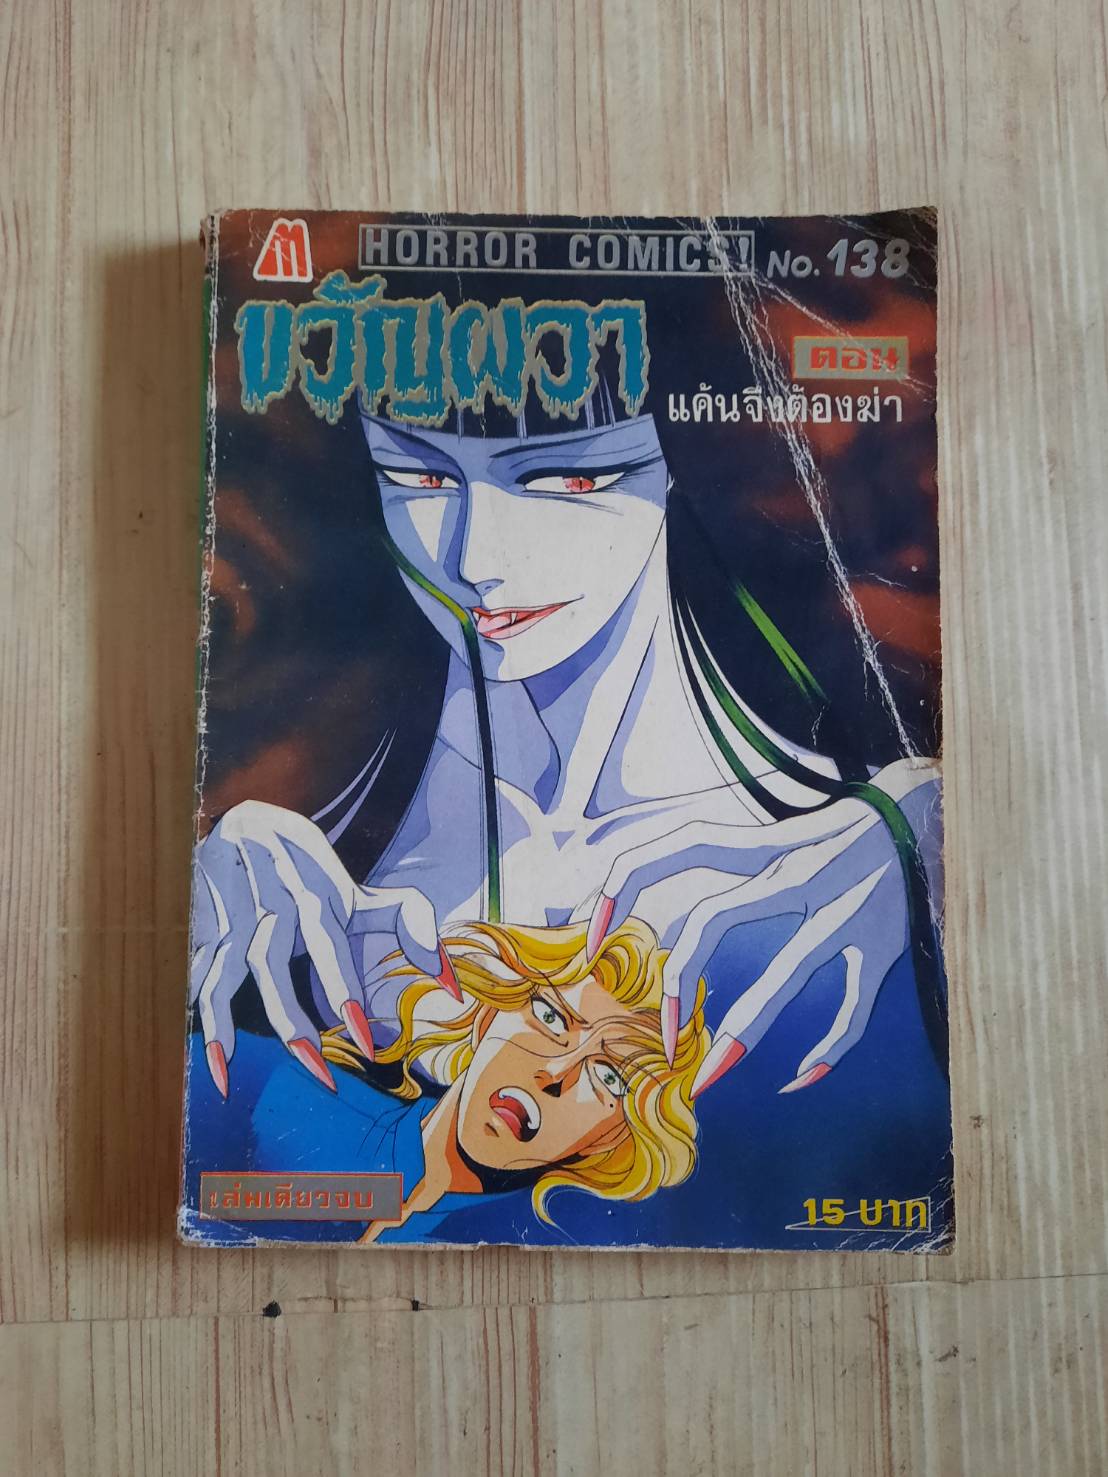 HORROR COMICS! No. 138
ขวัญผวา
ตอน
แค้นจึงต้องฆ่า
เล่มเดียวจบ
15 บาท